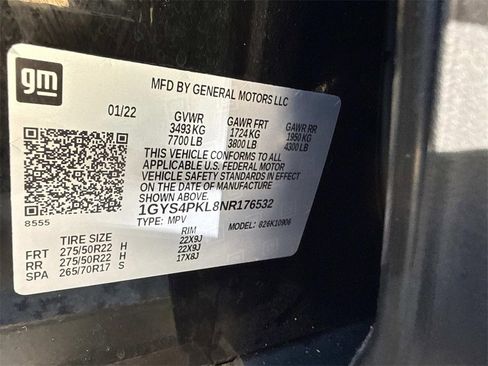 gm
MFD BY GENERAL MOTORS LLC
01/22 GVWR GAWR FRT GAWR RR
3493 KG 1724 KG 1950 KG
7700 LB 3800 LB 4300 LB
THIS VEHICLE CONFORMS TO ALL
APPLICABLE U.S. FEDERAL MOTOR
VEHICLE SAFETY STANDARDS IN EFFECT
ON THE DATE OF MANUFACTURE
SHOWN ABOVE.
1GYS4PKL8NR176532
8555 TYPE: MPV MODEL: 826K10906
TIRE SIZE RIM
FRT 275/50R22 H 22X9J
RR 275/50R22 H 22X9J
SPA 265/70R17 S 17X8J